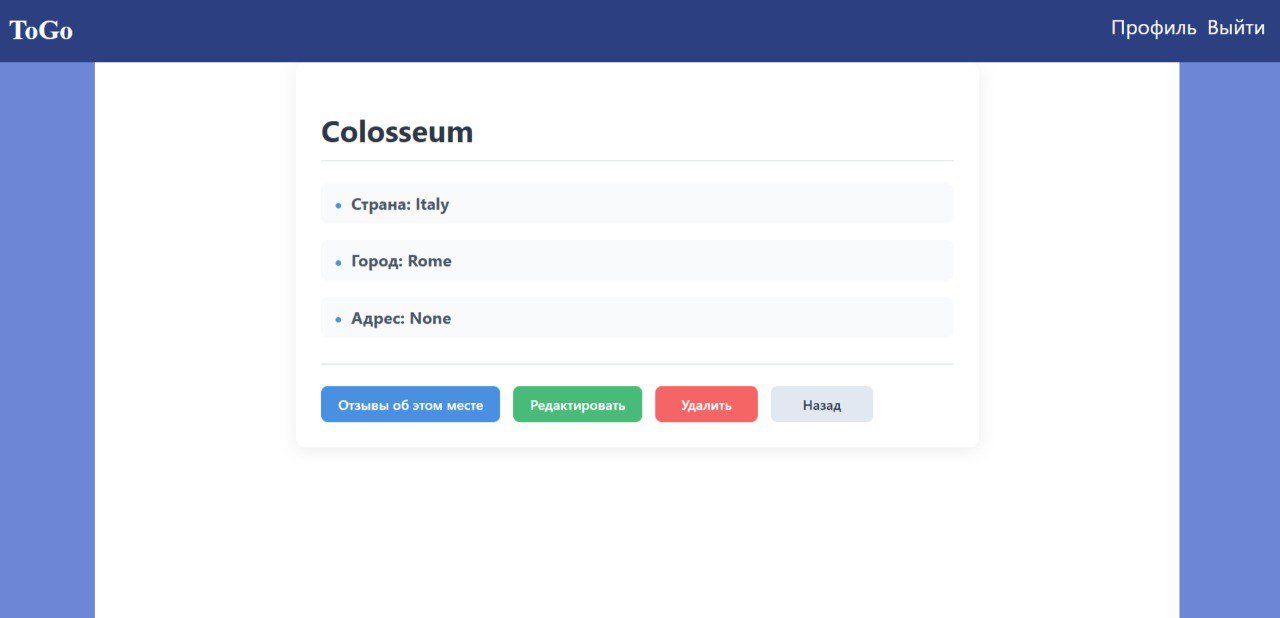 ToGo
Профиль Выйти
Colosseum
Страна: Italy
Город: Rome
Адрес: None
Отзывы об этом месте
Редактировать
Удалить
Назад